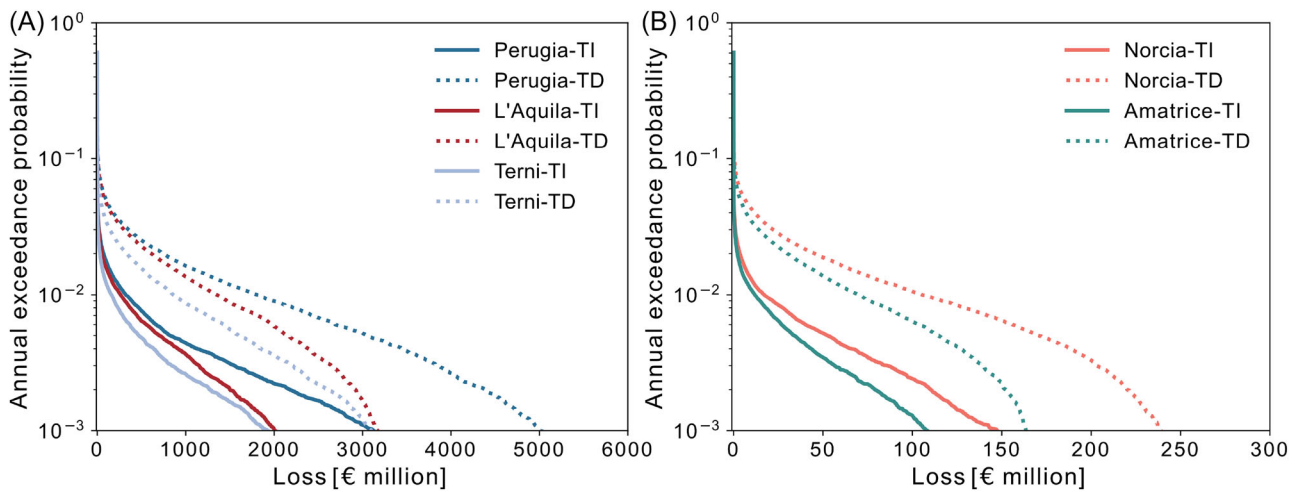 (A)
Annual exceedance probability
10⁰
10⁻¹
10⁻²
10⁻³
Perugia-TI
Perugia-TD
L'Aquila-TI
L'Aquila-TD
Terni-TI
Terni-TD
0 1000 2000 3000 4000 5000 6000
Loss [€ million]
(B)
Annual exceedance probability
10⁰
10⁻¹
10⁻²
10⁻³
Norcia-TI
Norcia-TD
Amatrice-TI
Amatrice-TD
0 50 100 150 200 250 300
Loss [€ million]